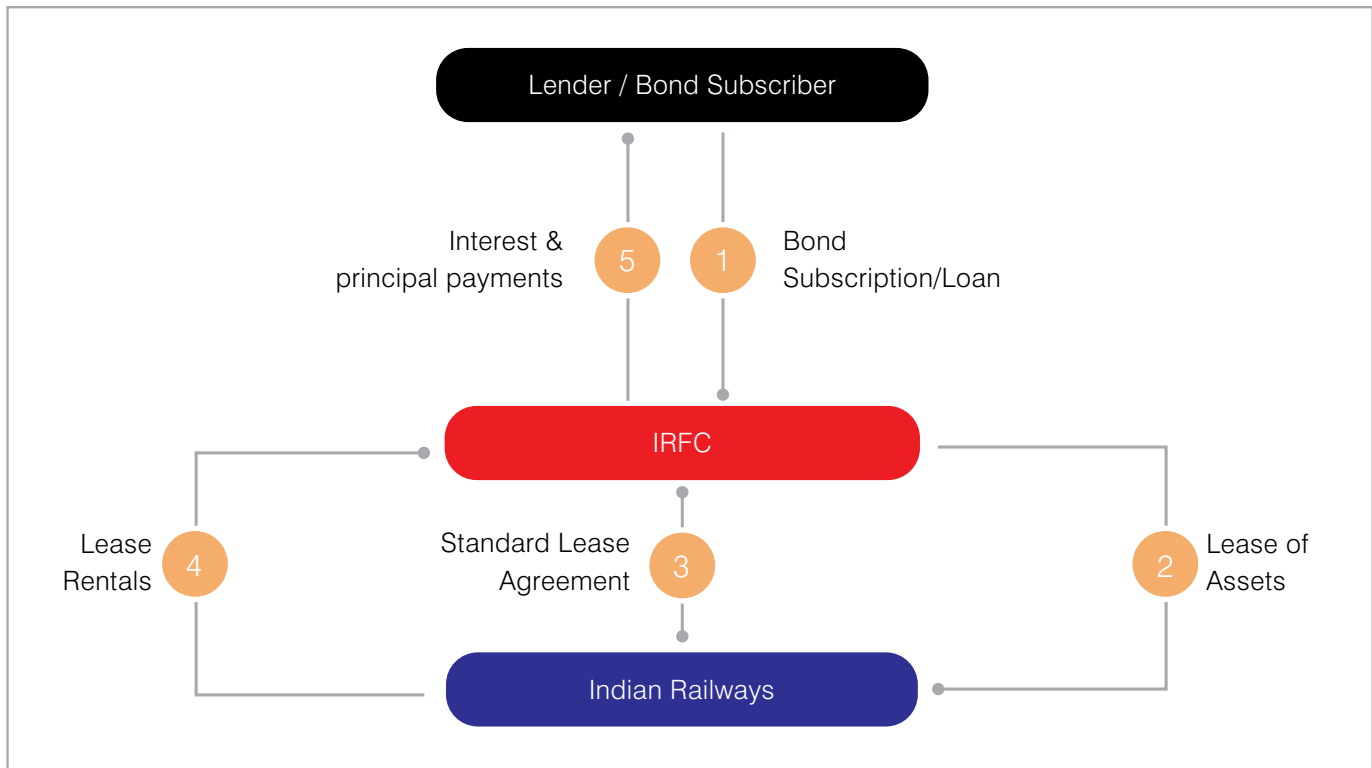 Lender / Bond Subscriber
Interest &
principal payments
5
1
Bond
Subscription/Loan
IRFC
Lease
Rentals
4
Standard Lease
Agreement
3
2
Lease of
Assets
Indian Railways